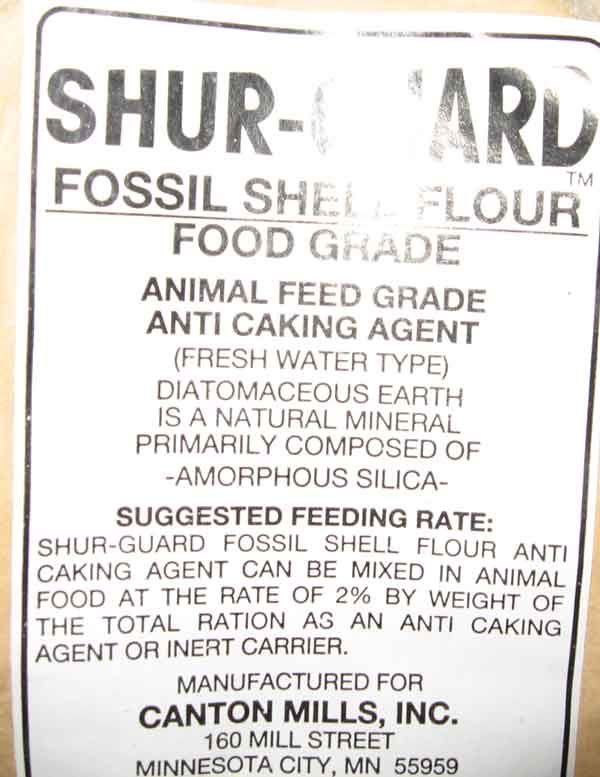 SHUR-GUARD
TM
FOSSIL SHELL FLOUR
FOOD GRADE
ANIMAL FEED GRADE
ANTI CAKING AGENT
(FRESH WATER TYPE)
DIATOMACEOUS EARTH
IS A NATURAL MINERAL
PRIMARILY COMPOSED OF
-AMORPHOUS SILICA-
SUGGESTED FEEDING RATE:
SHUR-GUARD FOSSIL SHELL FLOUR ANTI
CAKING AGENT CAN BE MIXED IN ANIMAL
FOOD AT THE RATE OF 2% BY WEIGHT OF
THE TOTAL RATION AS AN ANTI CAKING
AGENT OR INERT CARRIER.
MANUFACTURED FOR
CANTON MILLS, INC.
160 MILL STREET
MINNESOTA CITY, MN 55959